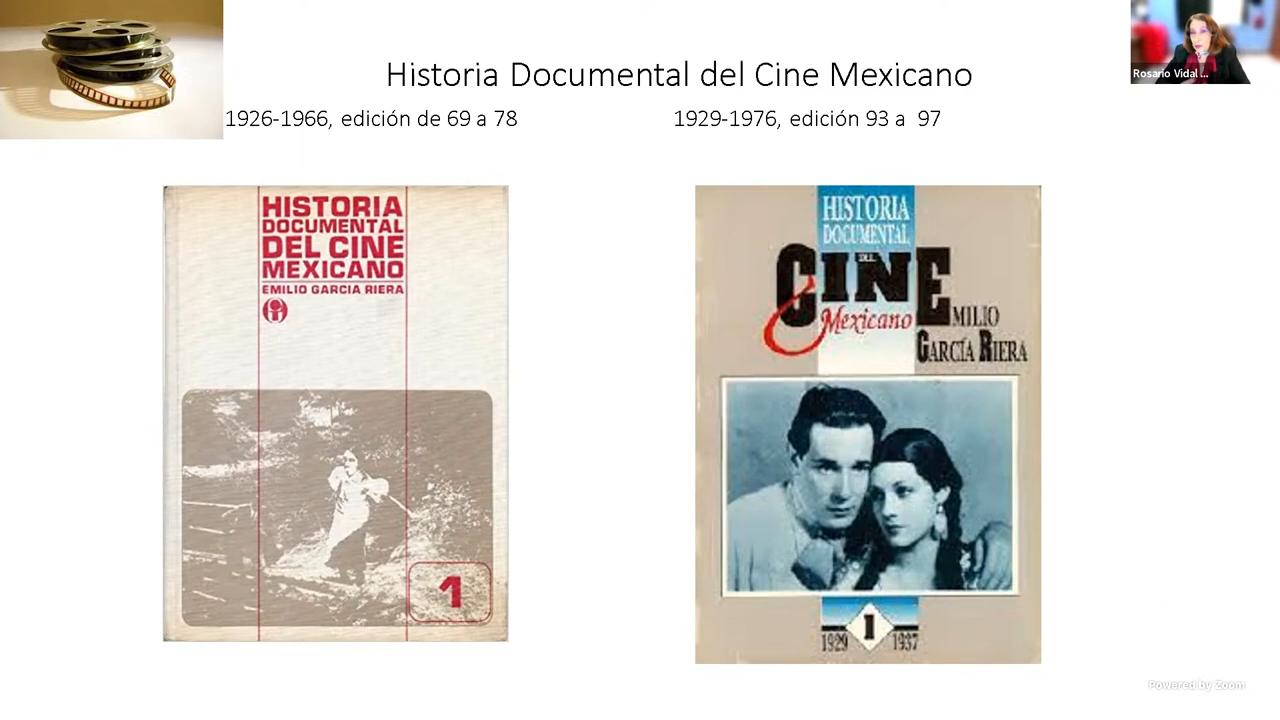 Historia Documental del Cine Mexicano
Rosario Vidal ...
1926-1966, edición de 69 a 78
1929-1976, edición 93 a 97
HISTORIA
DOCUMENTAL
DEL CINE
MEXICANO
EMILIO GARCIA RIERA
1
HISTORIA
DOCUMENTAL
DEL
CINE
Mexicano
EMILIO
GARCÍA RIERA
1
1929 1937
Powered by Zoom